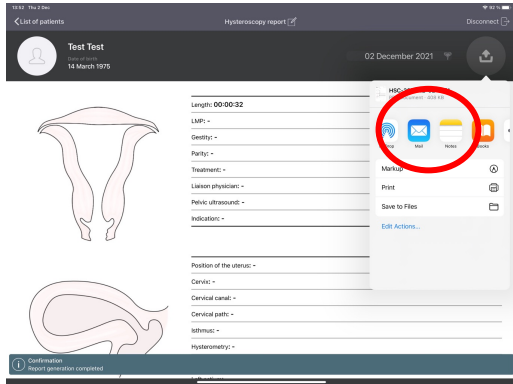 13:52 Thu 2 Dec
92 %
List of patients
Hysteroscopy report
Disconnect
Test Test
Date of birth
14 March 1975
02 December 2021
Length: 00:00:32
LMP: -
Gestity: -
Parity: -
Treatment: -
Liaison physician: -
Pelvic ultrasound: -
Indication: -
Position of the uterus: -
Cervix: -
Cervical canal: -
Cervical path: -
Isthmus: -
Hysterometry: -
Mail
Notes
Markup
Print
Save to Files
Edit Actions...
Confirmation
Report generation completed